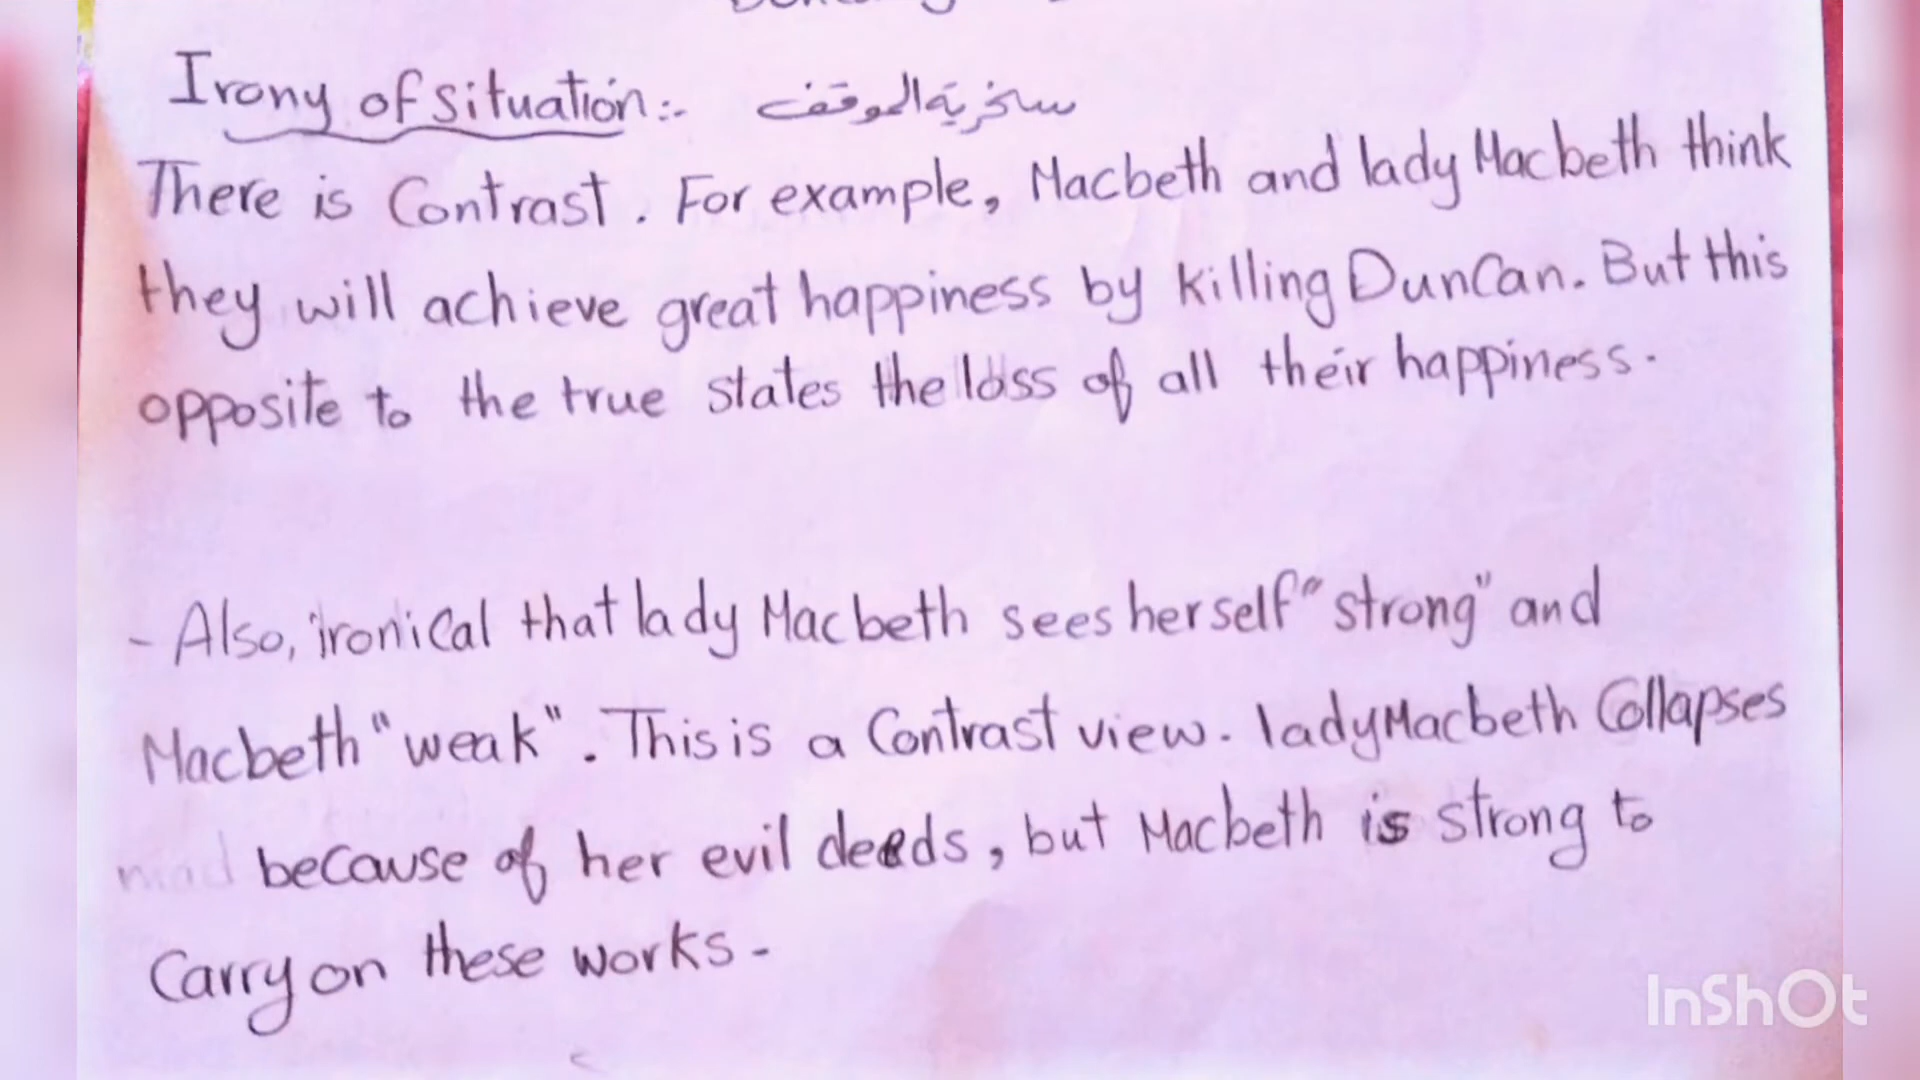 Irony of situation:- سخرية الموقف
There is Contrast. For example, Macbeth and lady Macbeth think
they will achieve great happiness by killing Duncan. But this
opposite to the true states the loss of all their happiness.
- Also, ironical that lady Macbeth sees herself "strong" and
Macbeth "weak". This is a Contrast view. lady Macbeth Collapses
mad because of her evil deeds, but Macbeth is strong to
Carry on these works.
InShOt